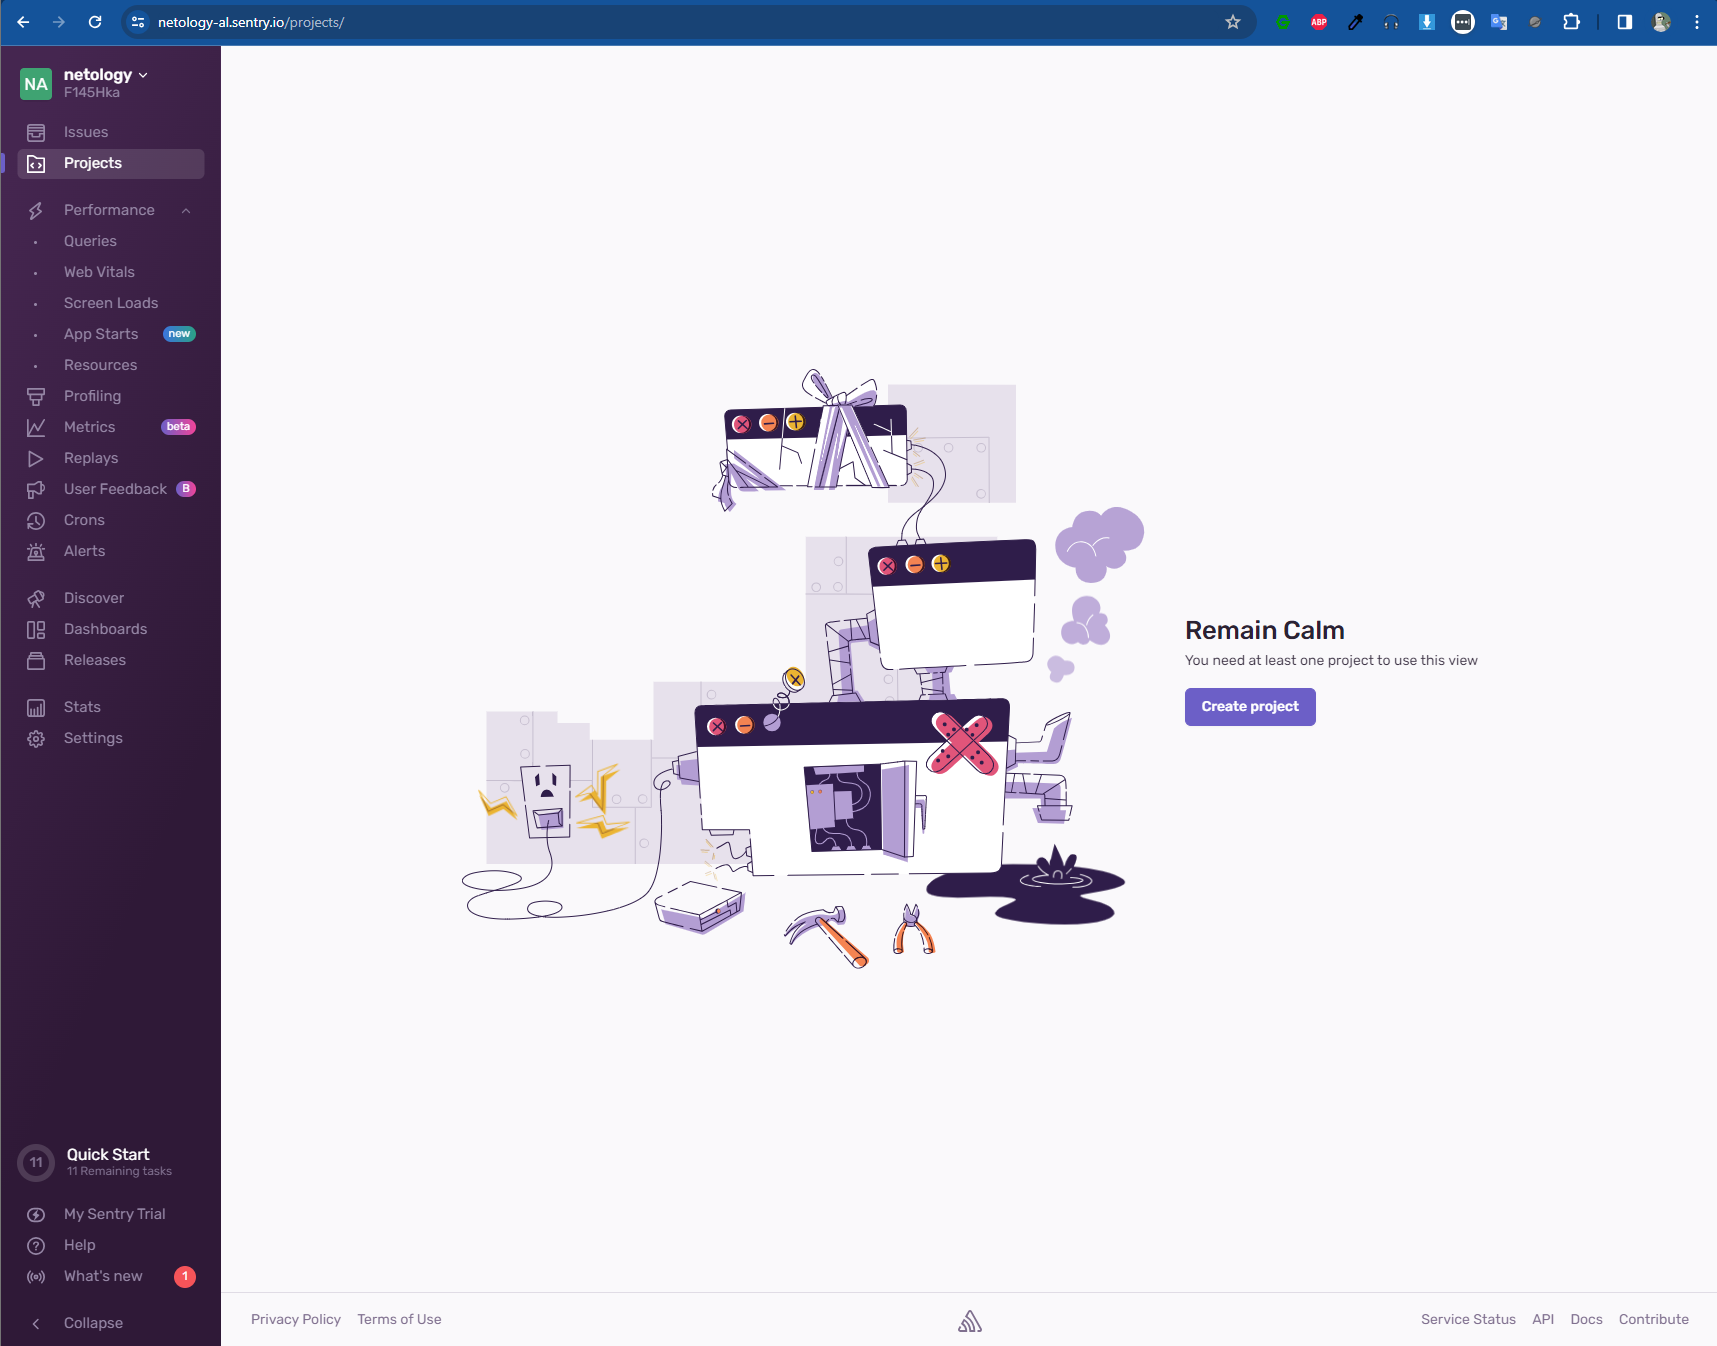 netology-al.sentry.io/projects/
ABP
NA
netology
F145Hka
Issues
Projects
Performance
Queries
Web Vitals
Screen Loads
App Starts new
Resources
Profiling
Metrics beta
Replays
User Feedback B
Crons
Alerts
Discover
Dashboards
Releases
Stats
Settings
Remain Calm
You need at least one project to use this view
Create project
11
Quick Start
11 Remaining tasks
My Sentry Trial
Help
What's new 1
Collapse
Privacy Policy Terms of Use
Service Status API Docs Contribute